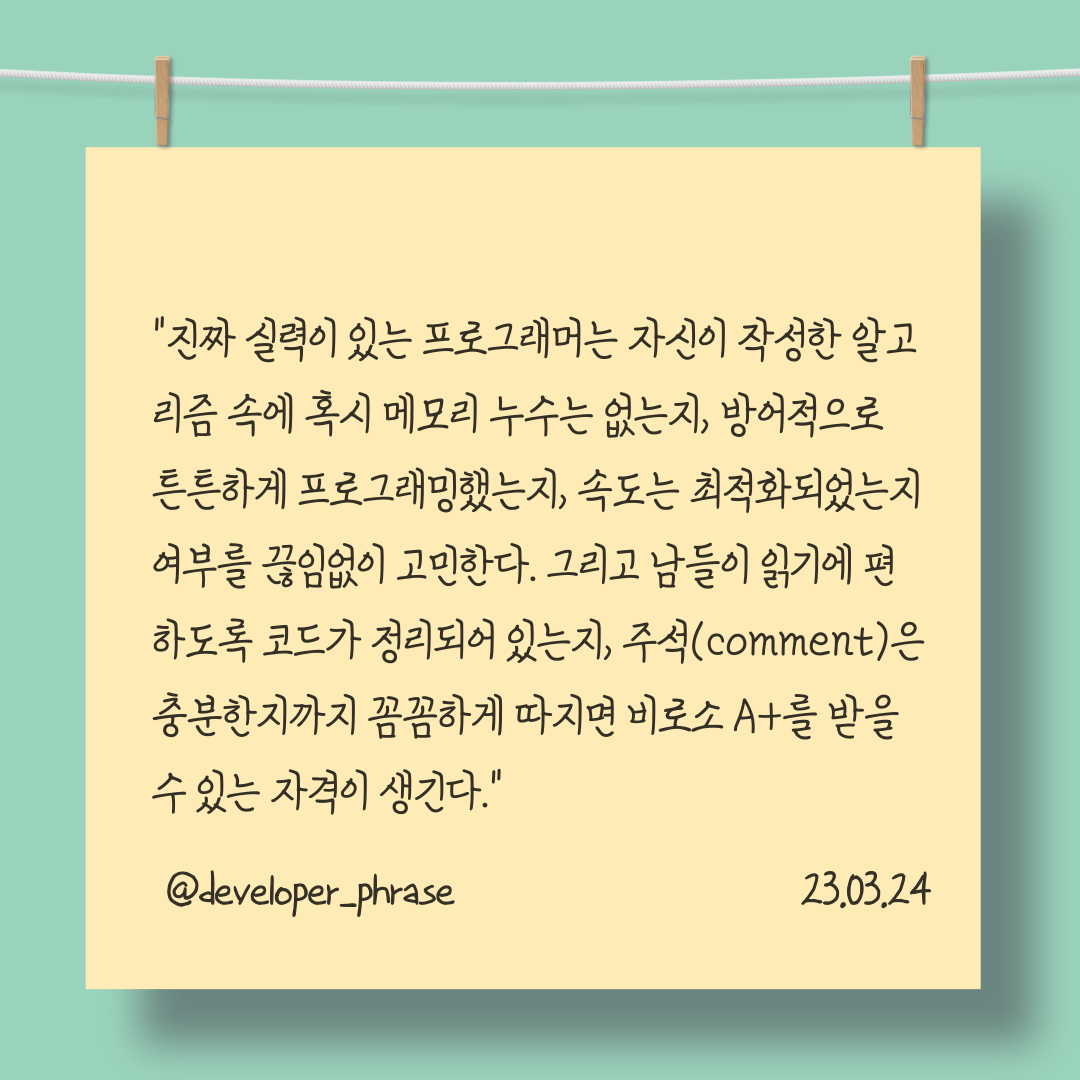 "진짜 실력이 있는 프로그래머는 자신이 작성한 알고
리즘 속에 혹시 메모리 누수는 없는지, 방어적으로
튼튼하게 프로그래밍했는지, 속도는 최적화되었는지
여부를 끊임없이 고민한다. 그리고 남들이 읽기에 편
하도록 코드가 정리되어 있는지, 주석(comment)은
충분한지까지 꼼꼼하게 따지면 비로소 A+를 받을
수 있는 자격이 생긴다."
@developer_phrase
23.03.24